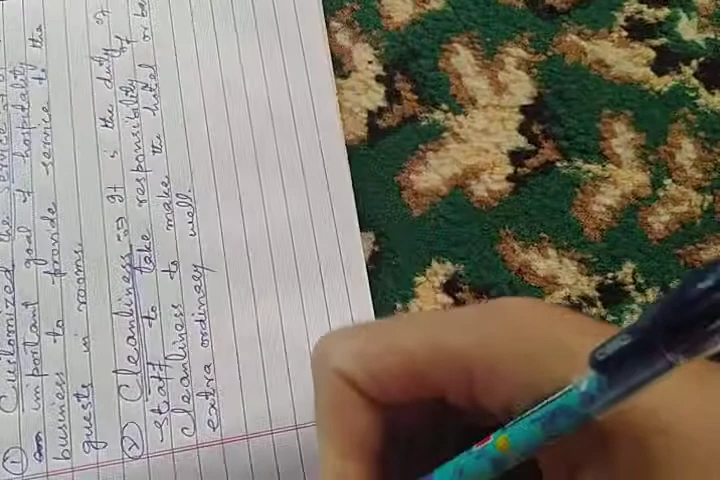 ① Customized the service
important goal of hospitality
business to provide service to the
guests in rooms.
② Cleanliness ⇒ It is the duty of
staff to take responsibility of
cleanliness to make the hotel
extra ordinary well.